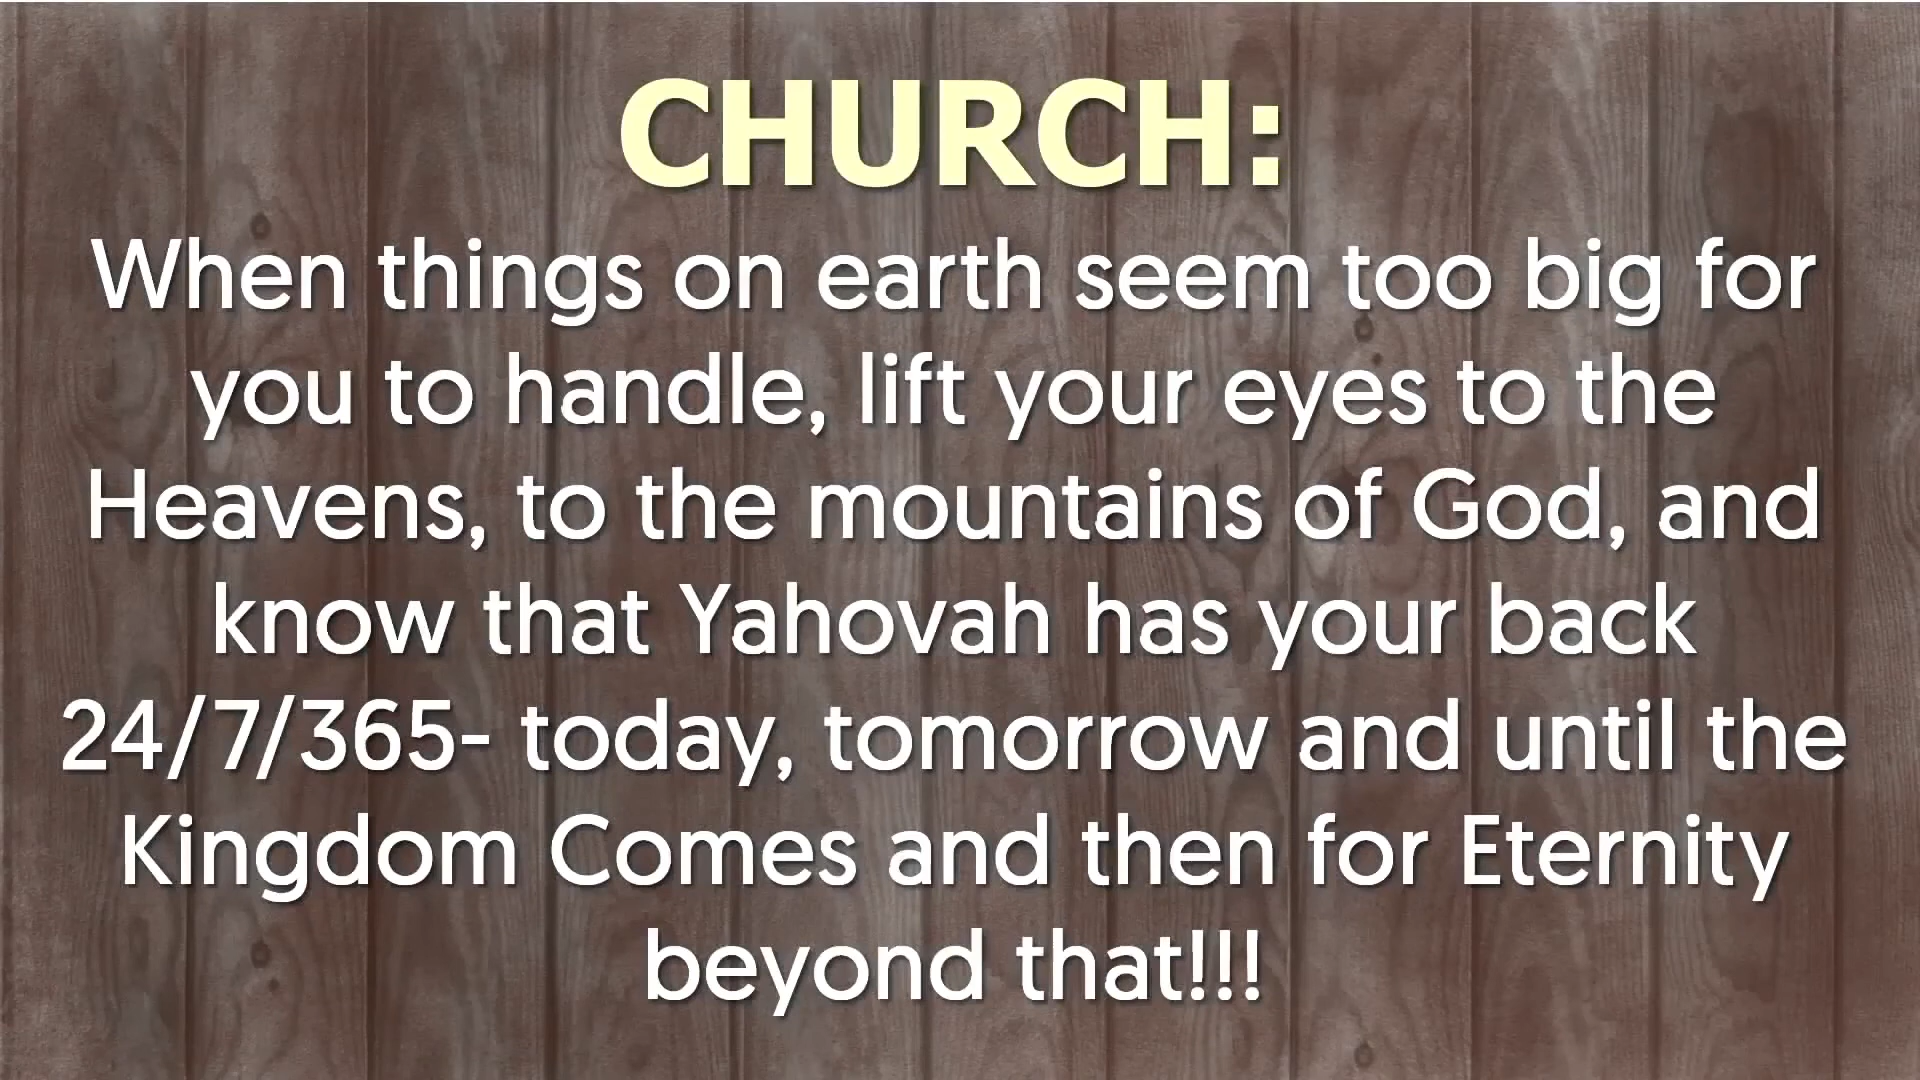 CHURCH:
When things on earth seem too big for
you to handle, lift your eyes to the
Heavens, to the mountains of God, and
know that Yahovah has your back
24/7/365- today, tomorrow and until the
Kingdom Comes and then for Eternity
beyond that!!!